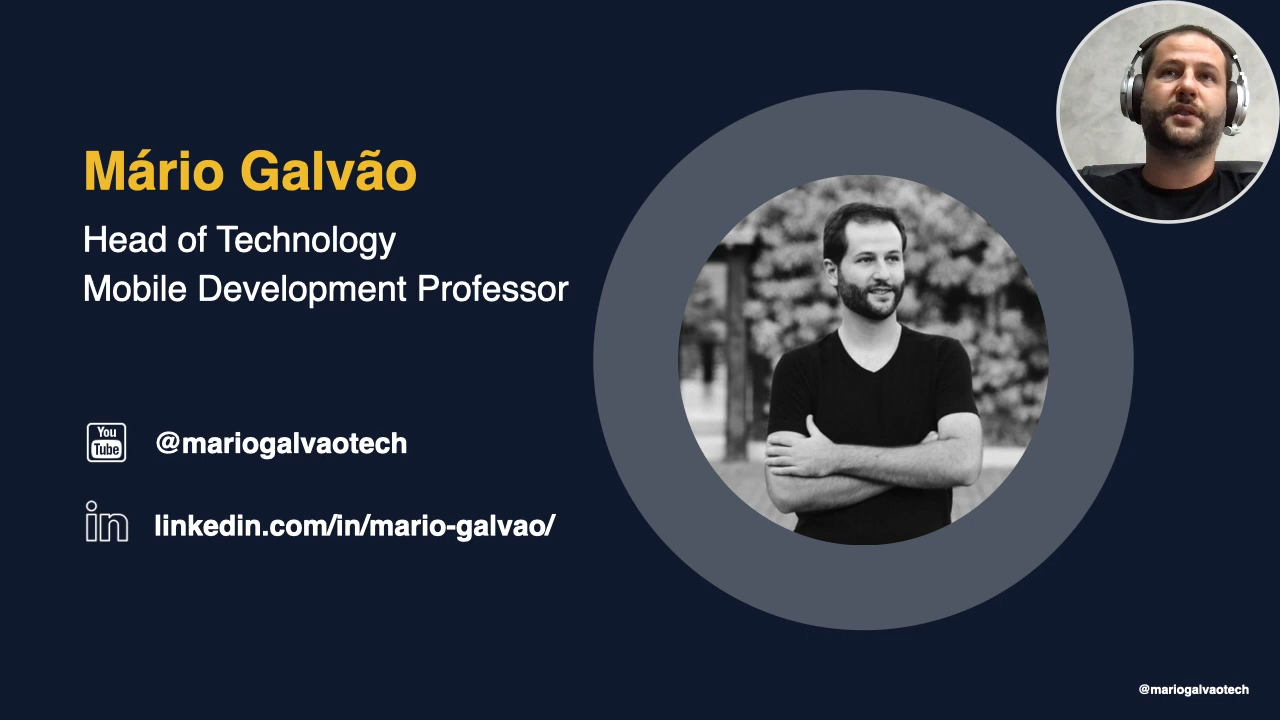 Mário Galvão
Head of Technology
Mobile Development Professor
You
Tube
@mariogalvaotech
in
linkedin.com/in/mario-galvao/
@mariogalvaotech